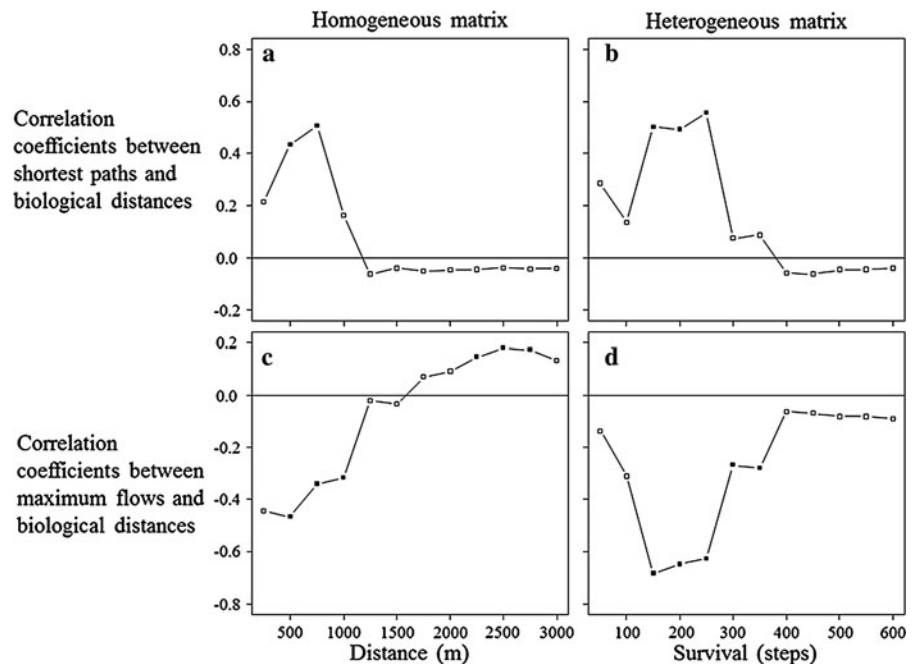 Homogeneous matrix
Heterogeneous matrix
Correlation
coefficients between
shortest paths and
biological distances
0.8
0.6
0.4
0.2
0.0
-0.2
a
b
Correlation
coefficients between
maximum flows and
biological distances
0.2
0.0
-0.2
-0.4
-0.6
-0.8
c
d
500 1000 1500 2000 2500 3000
Distance (m)
100 200 300 400 500 600
Survival (steps)